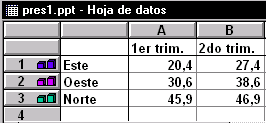 pres1.ppt - Hoja de datos
A B
1er trim. 2do trim.
1 Este 20,4 27,4
2 Oeste 30,6 38,6
3 Norte 45,9 46,9
4